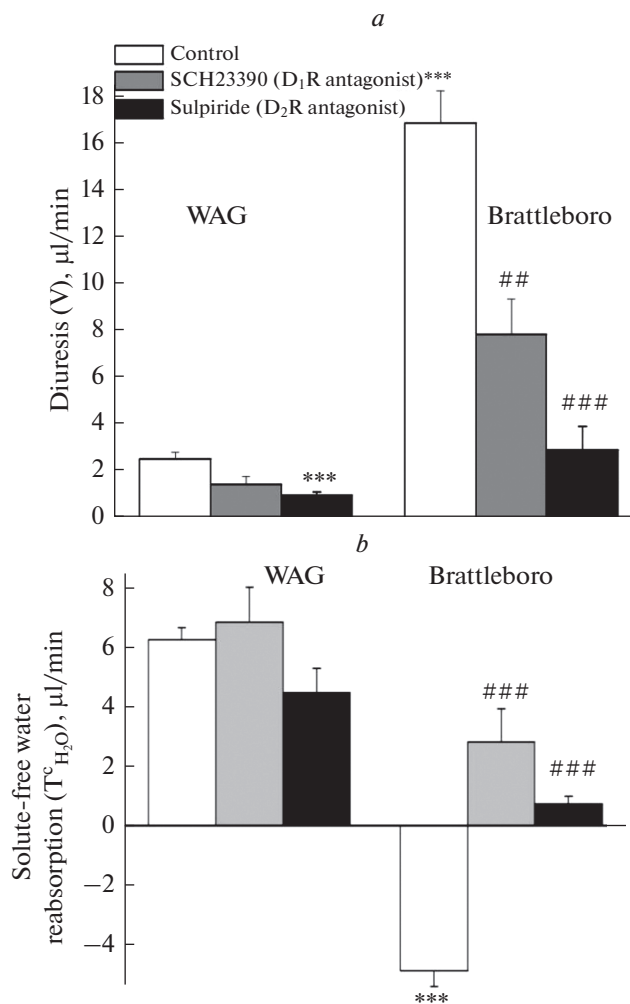 a
Control
SCH23390 (D₁R antagonist)***
Sulpiride (D₂R antagonist)
18
16
14
12
10
8
6
4
2
0
Diuresis (V), µl/min
WAG
Brattleboro
##
###
***
b
WAG
Brattleboro
8
6
4
2
0
−2
−4
Solute-free water
reabsorption (Tᶜ_H₂O), µl/min
###
###
***